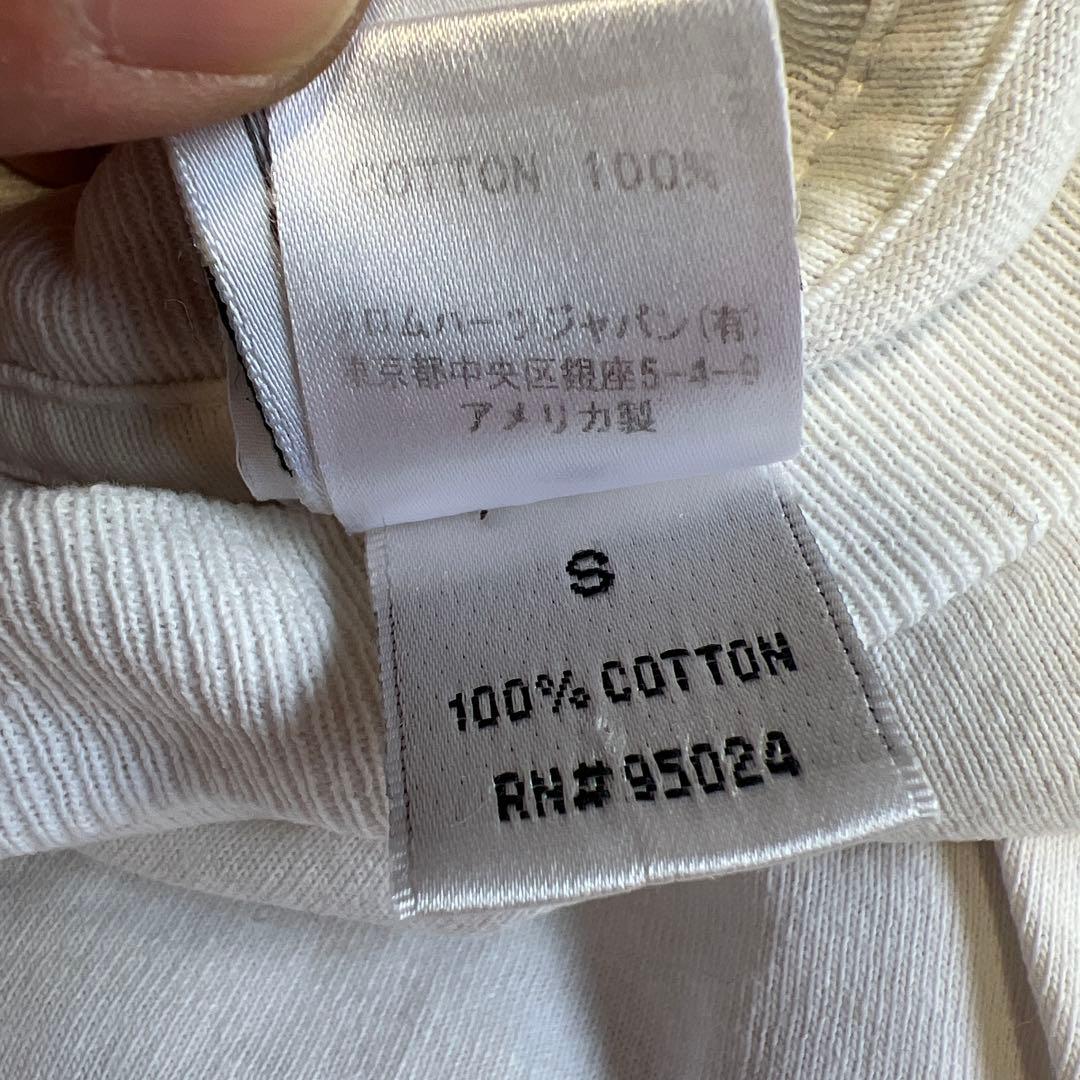 COTTON 100%
クロムハーツジャパン(有)
東京都中央区銀座5-4-9
アメリカ製
S
100% COTTON
RN# 95024